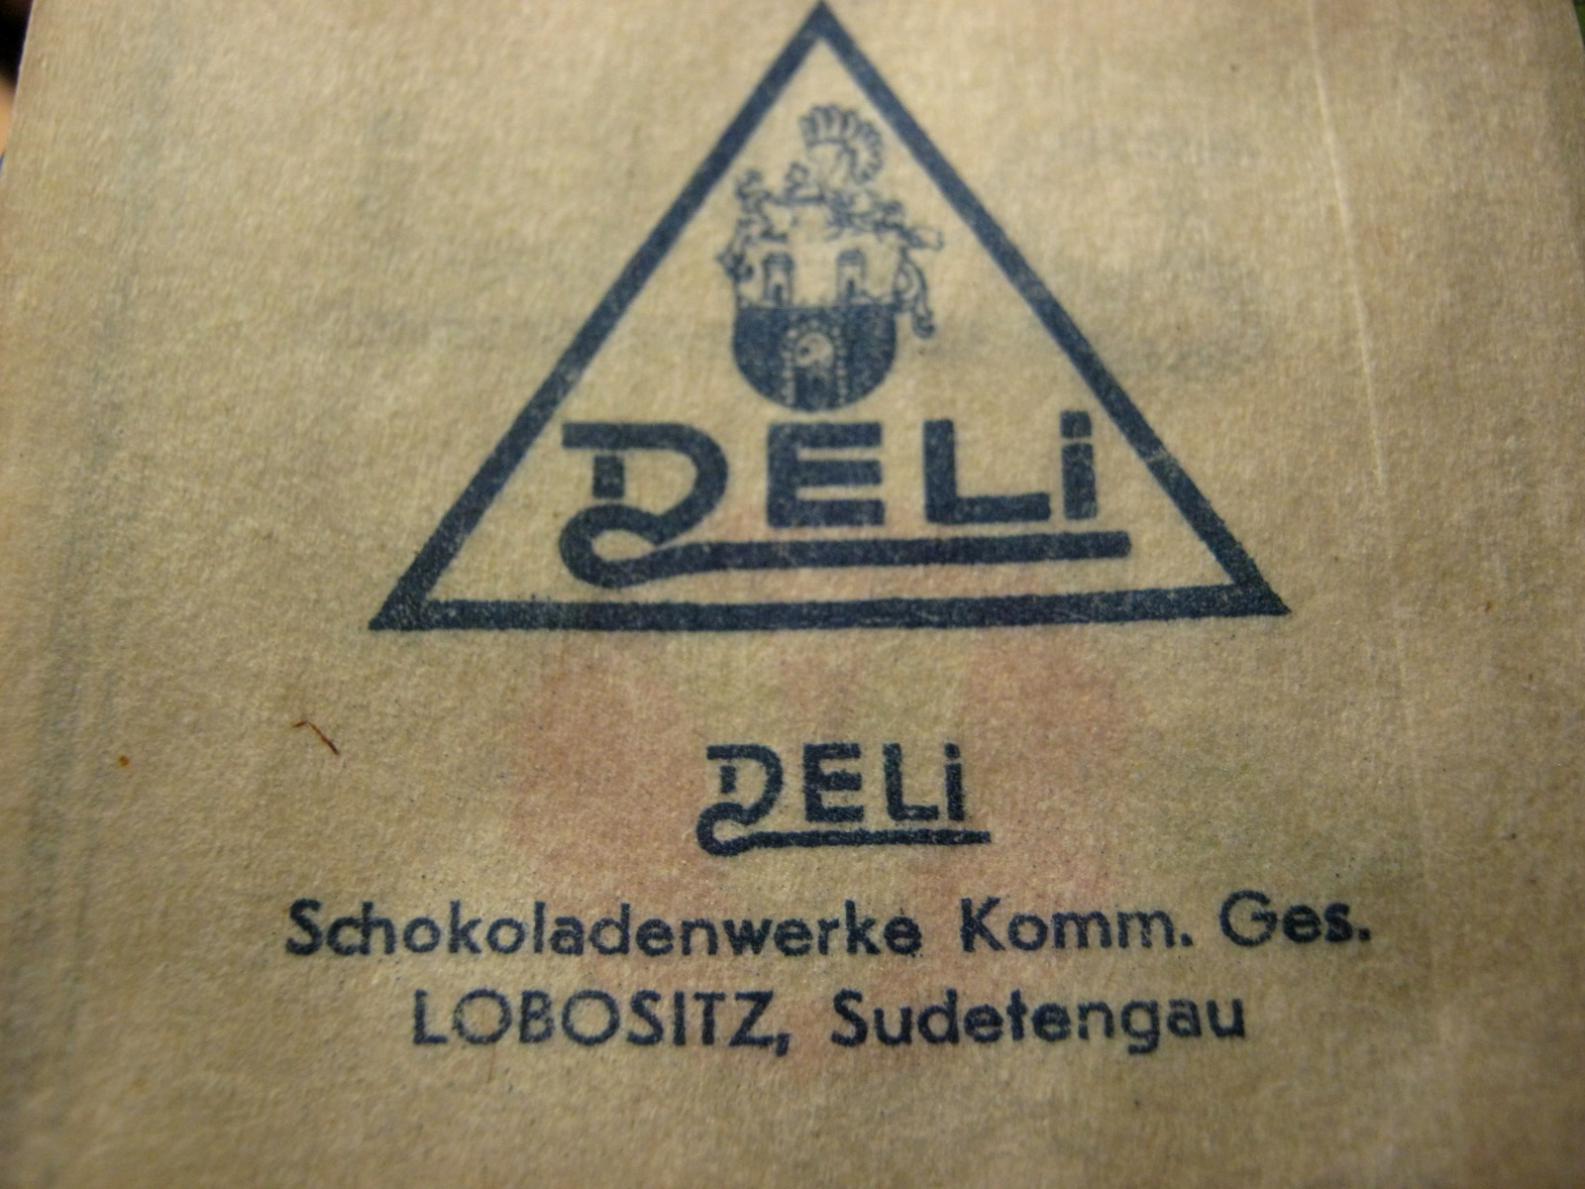 DELi
DELi
Schokoladenwerke Komm. Ges.
LOBOSITZ, Sudetengau